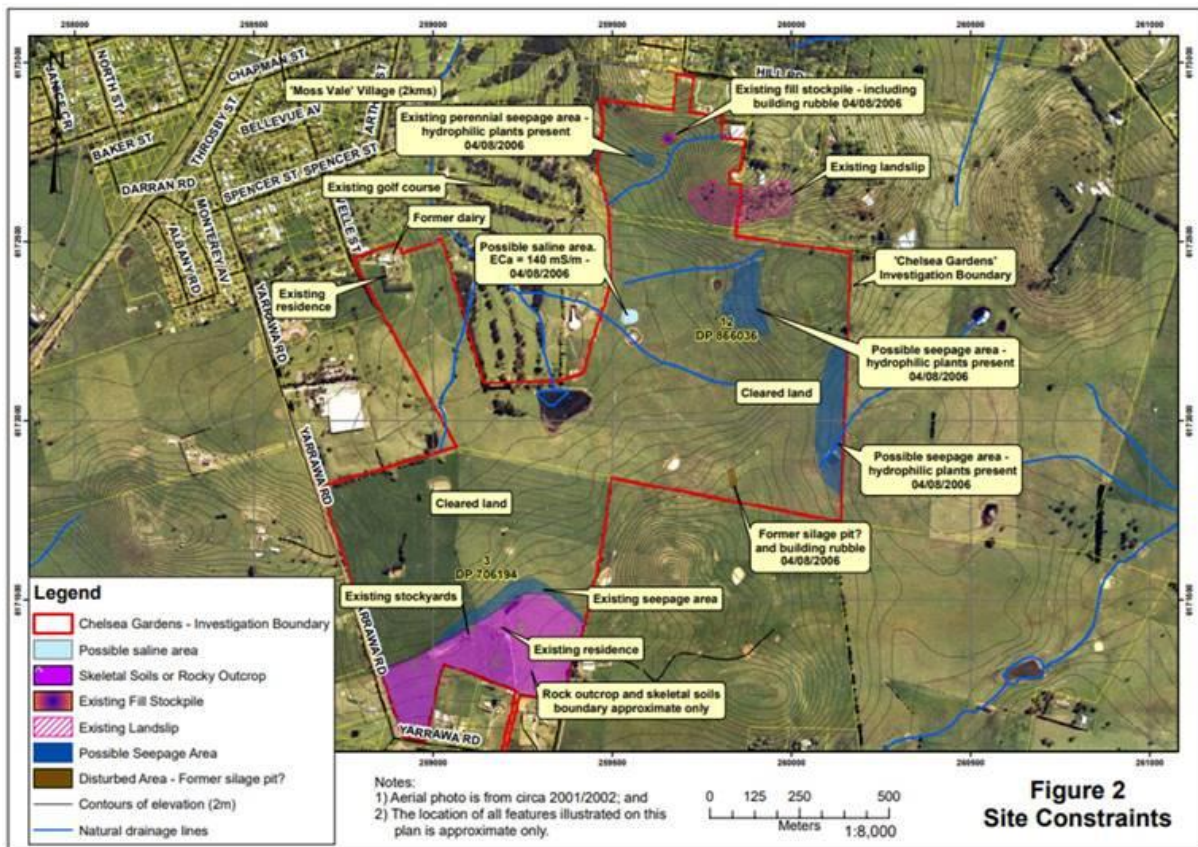 258000
259000
259500
260000
260500
261000
N
JANICE CR
NORTH ST.
CHAPMAN ST.
THROSBY ST.
BAKER ST.
BELLEVUE AV
'Moss Vale' Village (2kms)
HILL RD
Existing fill stockpile - including
building rubble 04/08/2006
Existing perennial seepage area -
hydrophilic plants present
04/08/2006
SPENCER ST.
SPENCER ST.
DARRAN RD
MONTEREY AV
ALBANY RD
Existing golf course
Existing landslip
Former dairy
Possible saline area.
ECa = 140 mS/m -
04/08/2006
'Chelsea Gardens'
Investigation Boundary
Existing
residence
YARRAWA RD
12
DP 866036
Possible seepage area -
hydrophilic plants present
04/08/2006
Cleared land
YARRAWA RD
Possible seepage area -
hydrophilic plants present
04/08/2006
Cleared land
Former silage pit?
and building rubble
04/08/2006
3
DP 706194
Existing stockyards
Existing seepage area
Existing residence
Rock outcrop and skeletal soils
boundary approximate only
YARRAWA RD
Legend
Chelsea Gardens - Investigation Boundary
Possible saline area
Skeletal Soils or Rocky Outcrop
Existing Fill Stockpile
Existing Landslip
Possible Seepage Area
Disturbed Area - Former silage pit?
Contours of elevation (2m)
Natural drainage lines
Notes:
1) Aerial photo is from circa 2001/2002; and
2) The location of all features illustrated on this
plan is approximate only.
0 125 250 500
Meters
1:8,000
Figure 2
Site Constraints